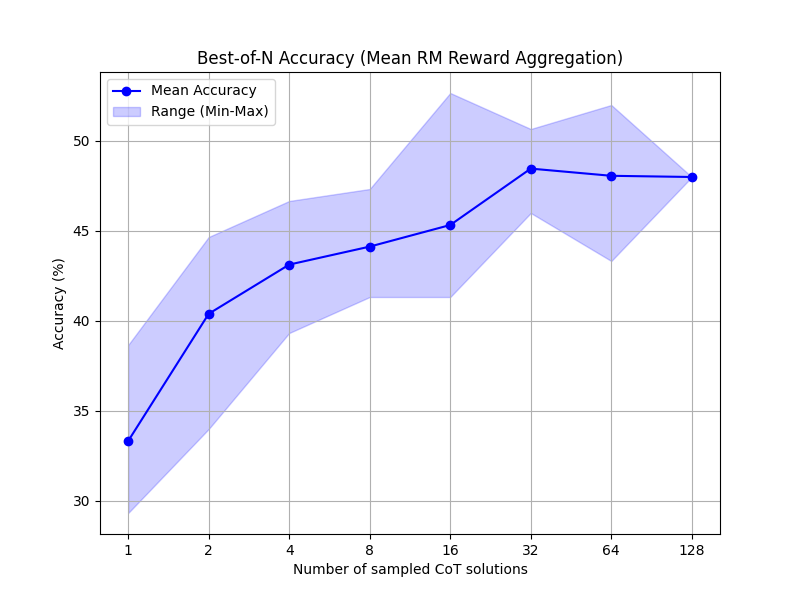 Best-of-N Accuracy (Mean RM Reward Aggregation)
Mean Accuracy
Range (Min-Max)
Accuracy (%)
50
45
40
35
30
1 2 4 8 16 32 64 128
Number of sampled CoT solutions